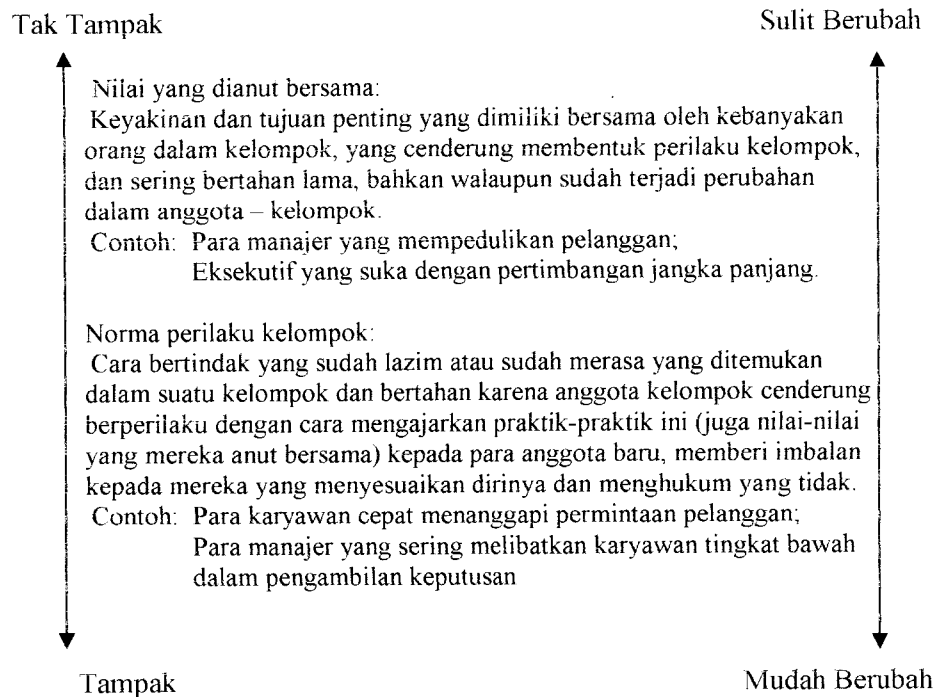 Tak Tampak
Sulit Berubah
Nilai yang dianut bersama:
Keyakinan dan tujuan penting yang dimiliki bersama oleh kebanyakan
orang dalam kelompok, yang cenderung membentuk perilaku kelompok,
dan sering bertahan lama, bahkan walaupun sudah terjadi perubahan
dalam anggota – kelompok.
Contoh: Para manajer yang mempedulikan pelanggan;
Eksekutif yang suka dengan pertimbangan jangka panjang.
Norma perilaku kelompok:
Cara bertindak yang sudah lazim atau sudah merasa yang ditemukan
dalam suatu kelompok dan bertahan karena anggota kelompok cenderung
berperilaku dengan cara mengajarkan praktik-praktik ini (juga nilai-nilai
yang mereka anut bersama) kepada para anggota baru, memberi imbalan
kepada mereka yang menyesuaikan dirinya dan menghukum yang tidak.
Contoh: Para karyawan cepat menanggapi permintaan pelanggan;
Para manajer yang sering melibatkan karyawan tingkat bawah
dalam pengambilan keputusan
Tampak
Mudah Berubah